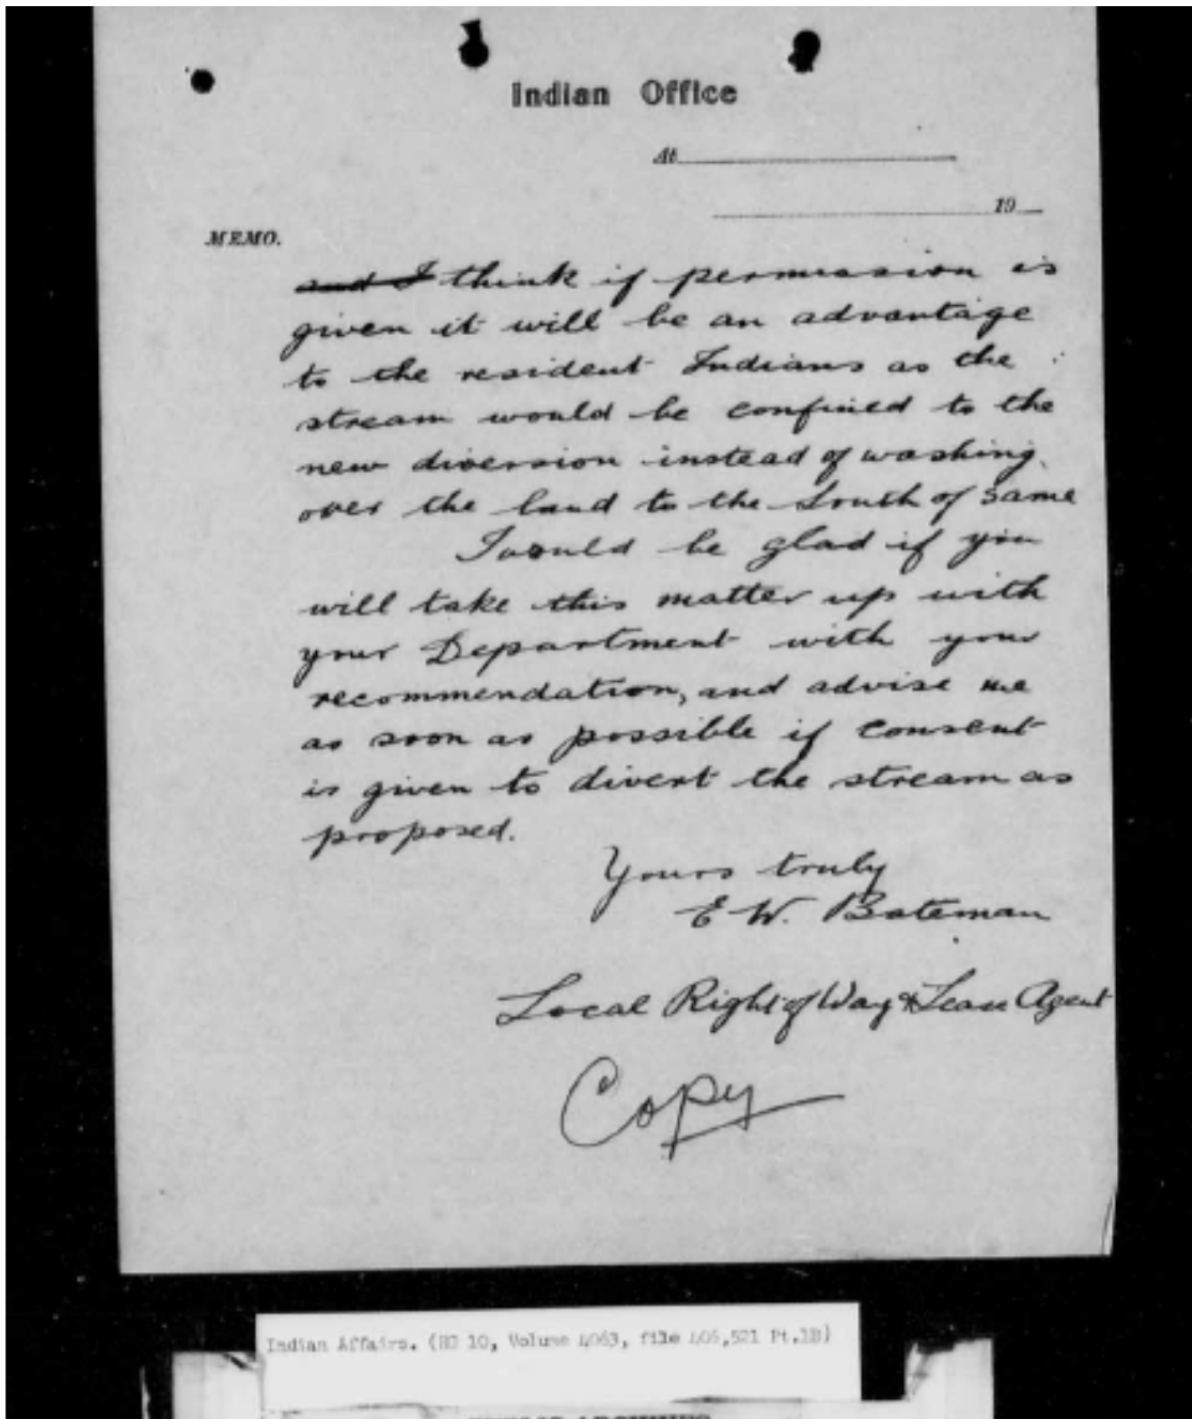 Indian Office
At
19
MEMO.
and I think if permission is
given it will be an advantage
to the resident Indians as the
stream would be confined to the
new diversion instead of washing
over the land to the South of same
I would be glad if you
will take this matter up with
your Department with your
recommendation, and advise me
as soon as possible if consent
is given to divert the stream as
proposed.
Yours truly
E W. Bateman
Local Right of Way & Lease Agent
Copy
Indian Affairs. (RG 10, Volume 4063, file 405,521 Pt.1B)
PUBLIC ARCHIVES